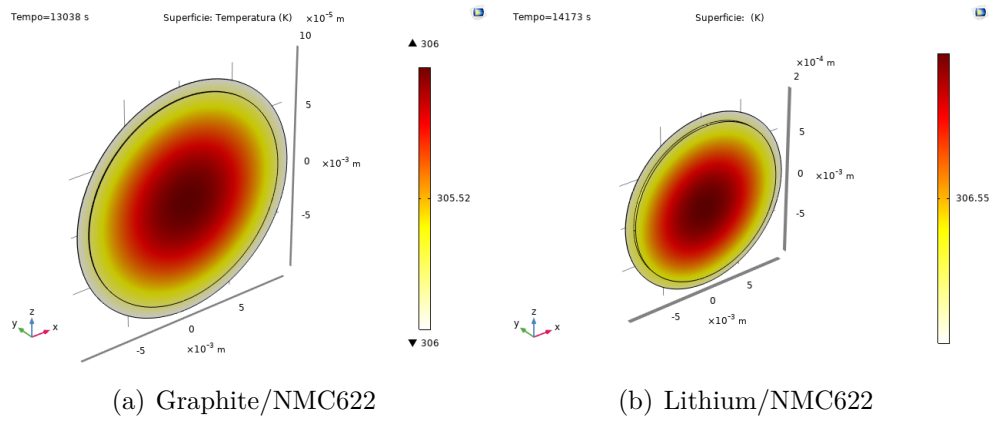 Tempo=13038 s
Superficie: Temperatura (K)
×10⁻⁵ m
10
▲ 306
5
0
×10⁻³ m
-5
305.52
5
0
-5
×10⁻³ m
▼ 306
z
y
x
(a) Graphite/NMC622
Tempo=14173 s
Superficie: (K)
×10⁻⁴ m
2
5
0
×10⁻³ m
-5
306.55
5
0
-5
×10⁻³ m
z
y
x
(b) Lithium/NMC622